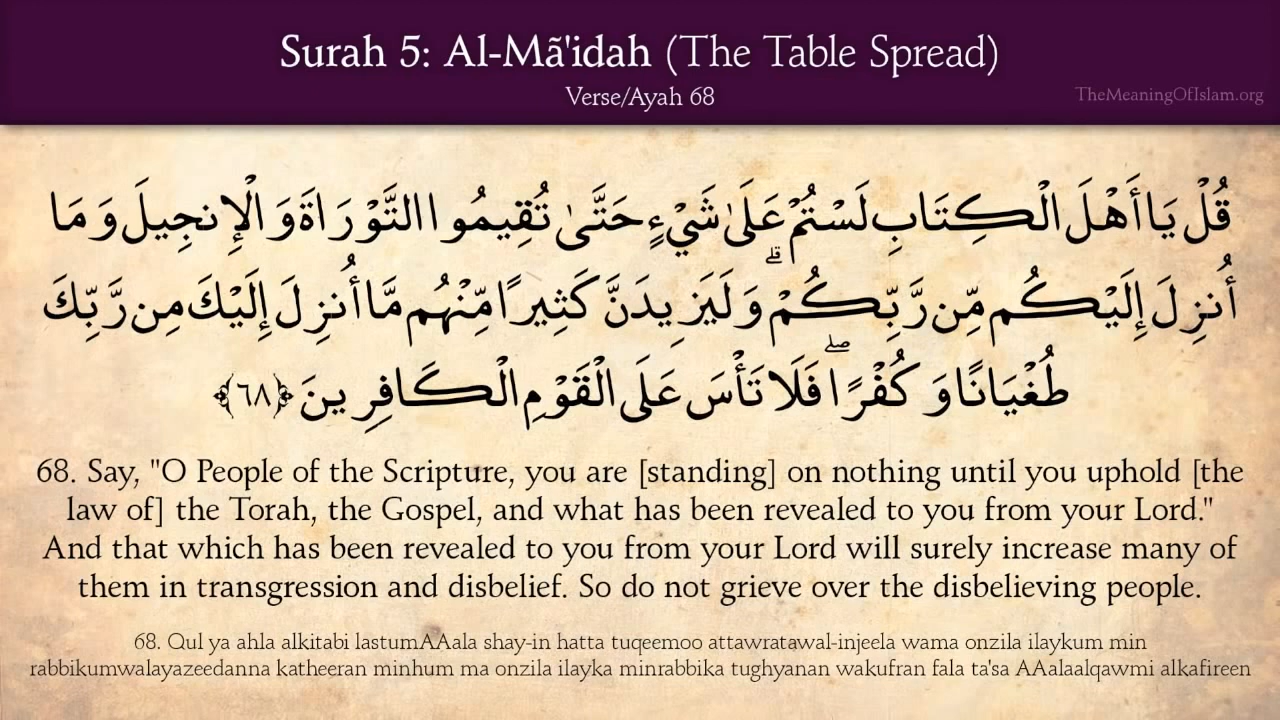 Surah 5: Al-Mã'idah (The Table Spread)
Verse/Ayah 68
TheMeaningOfIslam.org
قُلْ يَا أَهْلَ الْكِتَابِ لَسْتُمْ عَلَىٰ شَيْءٍ حَتَّىٰ تُقِيمُوا التَّوْرَاةَ وَالْإِنجِيلَ وَمَا
أُنزِلَ إِلَيْكُم مِّن رَّبِّكُمْ ۗ وَلَيَزِيدَنَّ كَثِيرًا مِّنْهُم مَّا أُنزِلَ إِلَيْكَ مِن رَّبِّكَ
طُغْيَانًا وَكُفْرًا ۖ فَلَا تَأْسَ عَلَى الْقَوْمِ الْكَافِرِينَ ﴿٦٨﴾
68. Say, "O People of the Scripture, you are [standing] on nothing until you uphold [the
law of] the Torah, the Gospel, and what has been revealed to you from your Lord."
And that which has been revealed to you from your Lord will surely increase many of
them in transgression and disbelief. So do not grieve over the disbelieving people.
68. Qul ya ahla alkitabi lastumAAala shay-in hatta tuqeemoo attawratawal-injeela wama onzila ilaykum min
rabbikumwalayazeedanna katheeran minhum ma onzila ilayka minrabbika tughyanan wakufran fala ta'sa AAalaalqawmi alkafireen